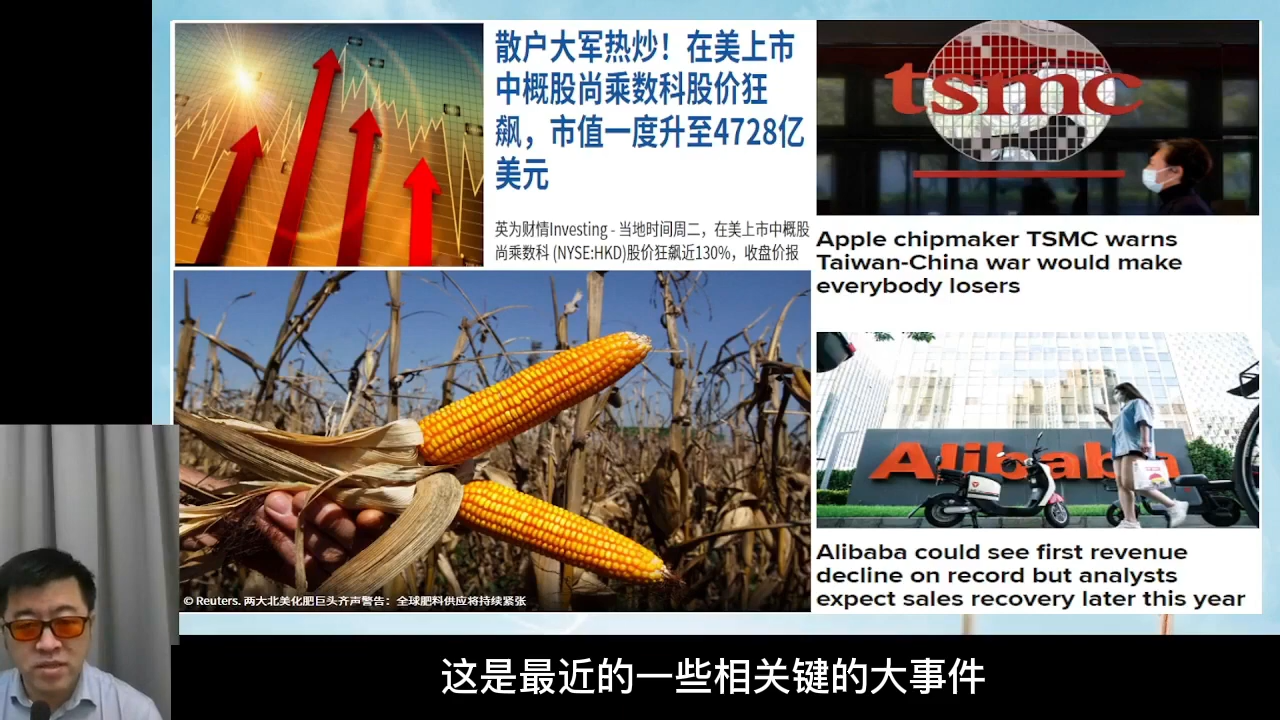 散户大军热炒！在美上市
中概股尚乘数科股价狂
飙，市值一度升至4728亿
美元
英为财情Investing - 当地时间周二，在美上市中概股
尚乘数科 (NYSE:HKD)股价狂飙近130%，收盘价报
tsmc
Apple chipmaker TSMC warns
Taiwan-China war would make
everybody losers
Alibaba
Alibaba could see first revenue
decline on record but analysts
expect sales recovery later this year
© Reuters. 两大北美化肥巨头齐声警告：全球肥料供应将持续紧张
这是最近的一些相关键的大事件